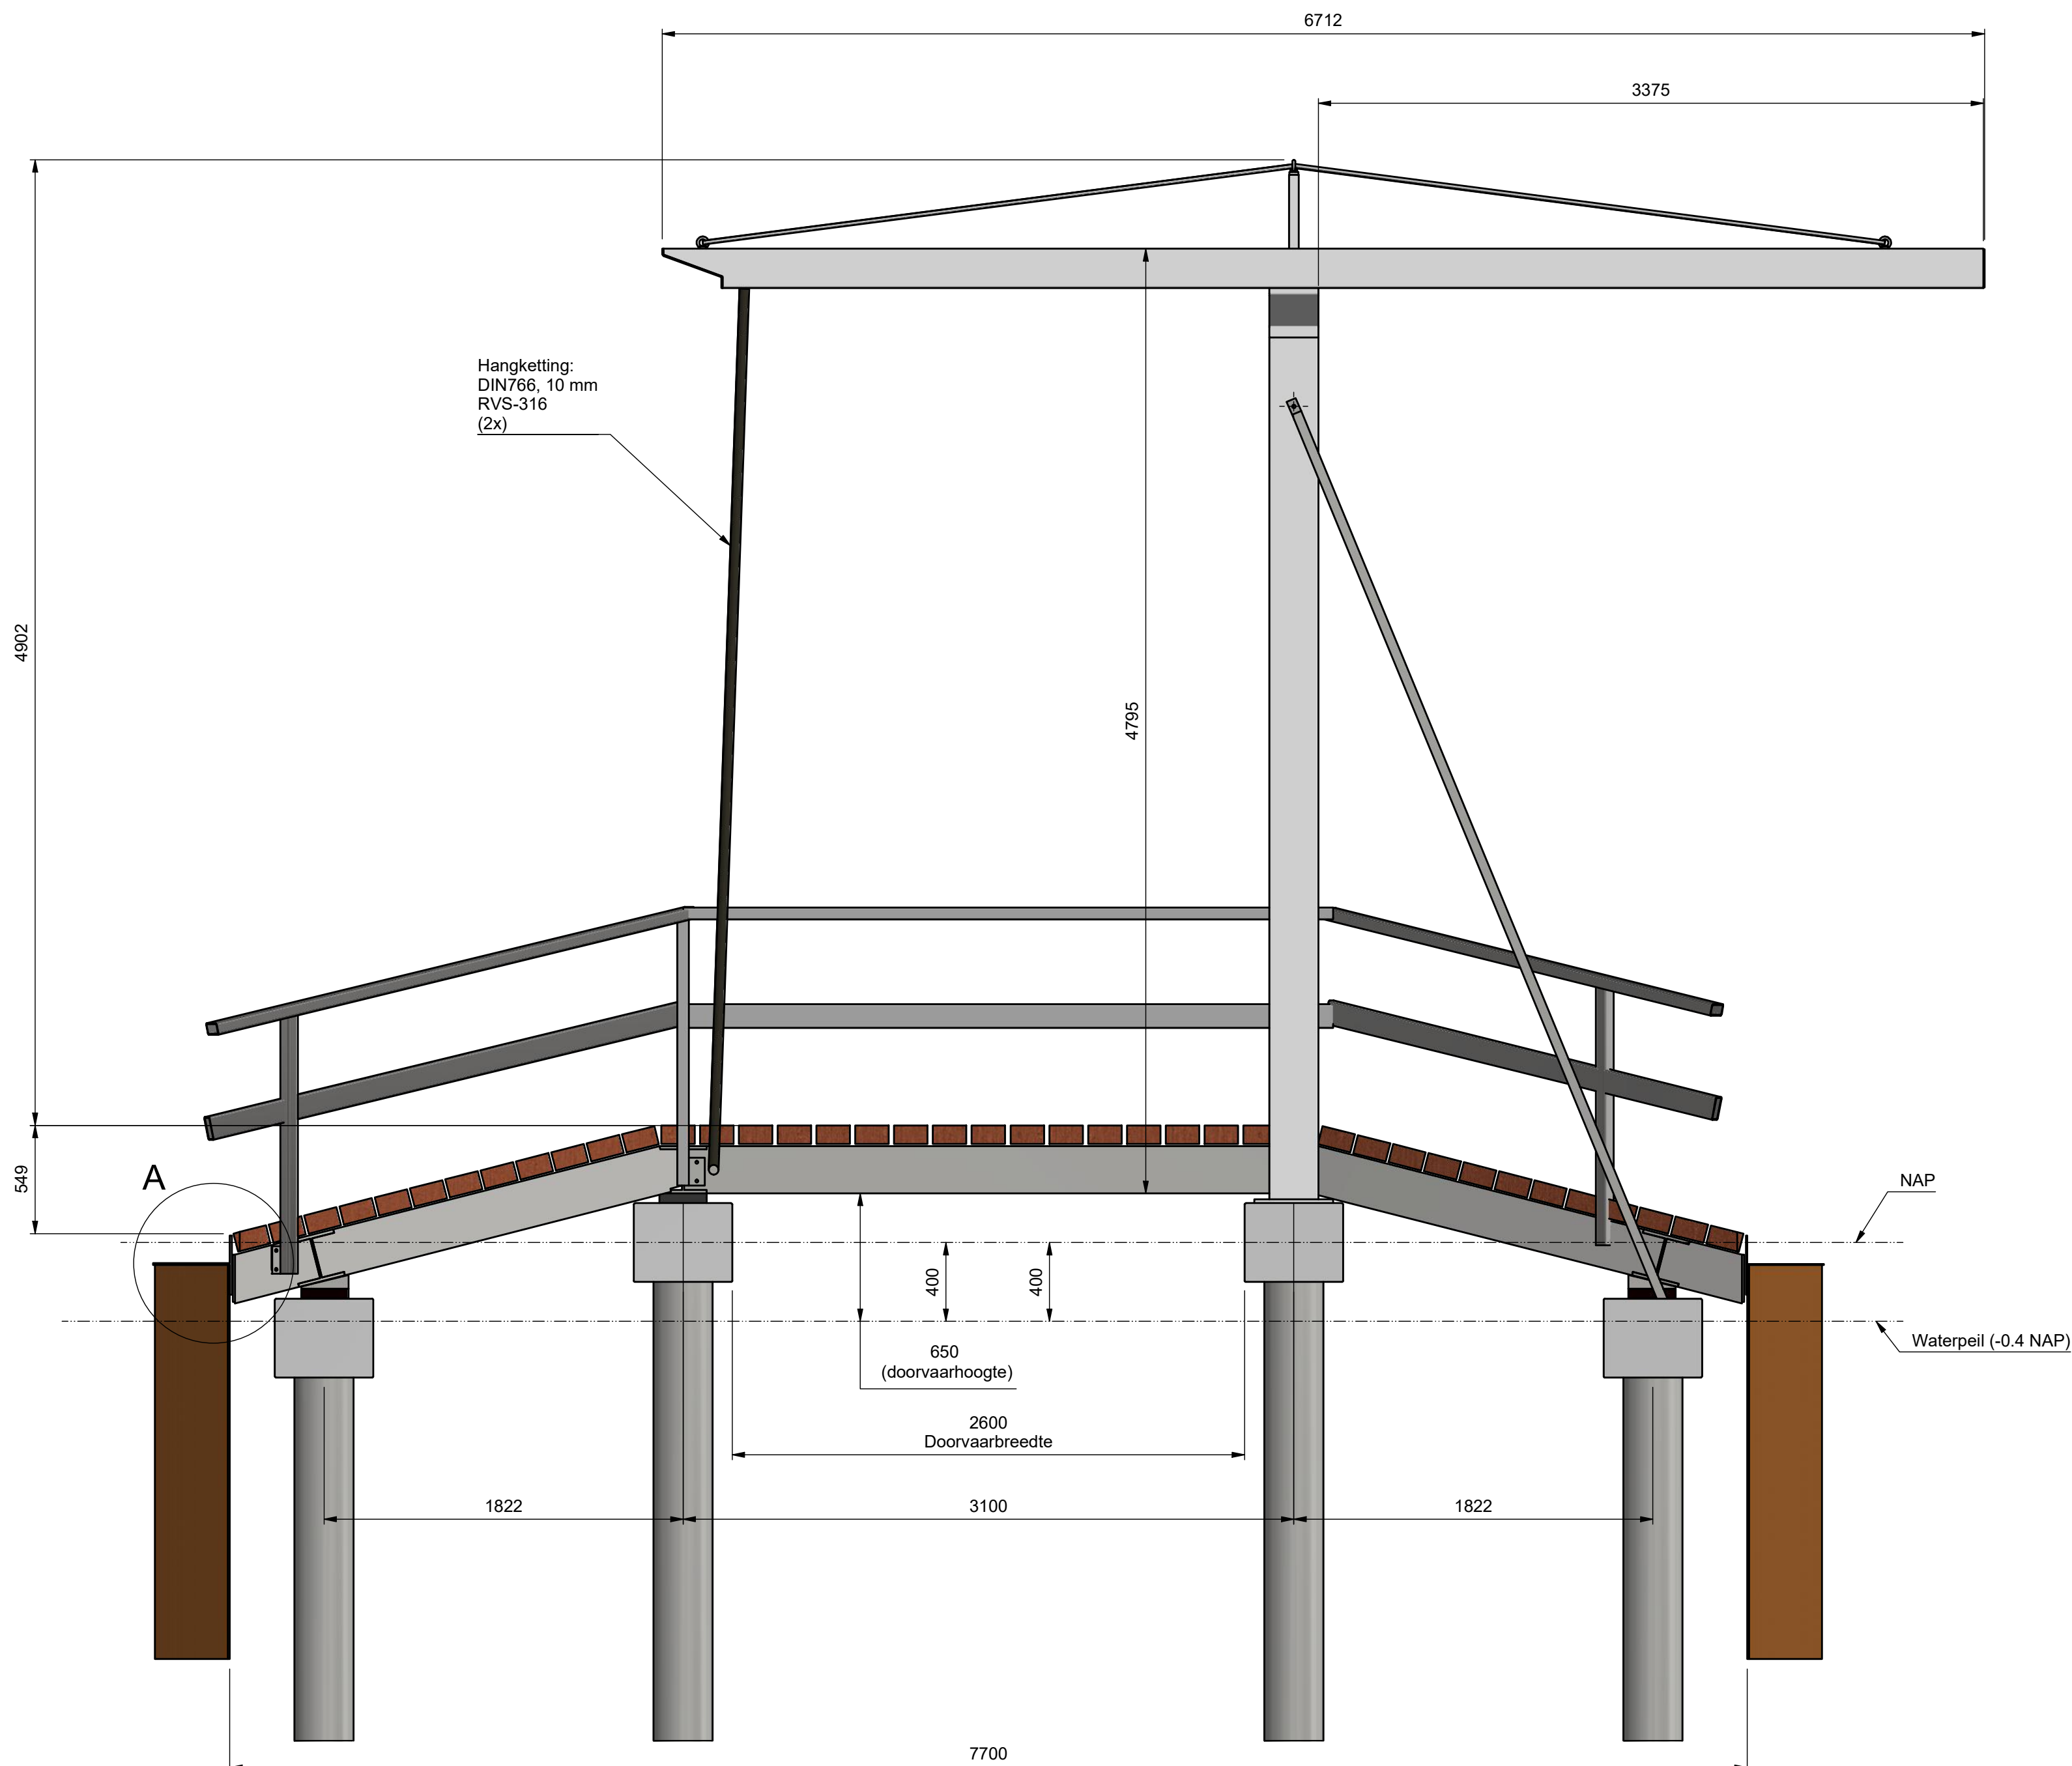 6712
3375
Hangketting:
DIN766, 10 mm
RVS-316
(2x)
4902
4795
549
A
NAP
400
400
Waterpeil (-0.4 NAP)
650
(doorvaarhoogte)
2600
Doorvaarbreedte
1822
3100
1822
7700